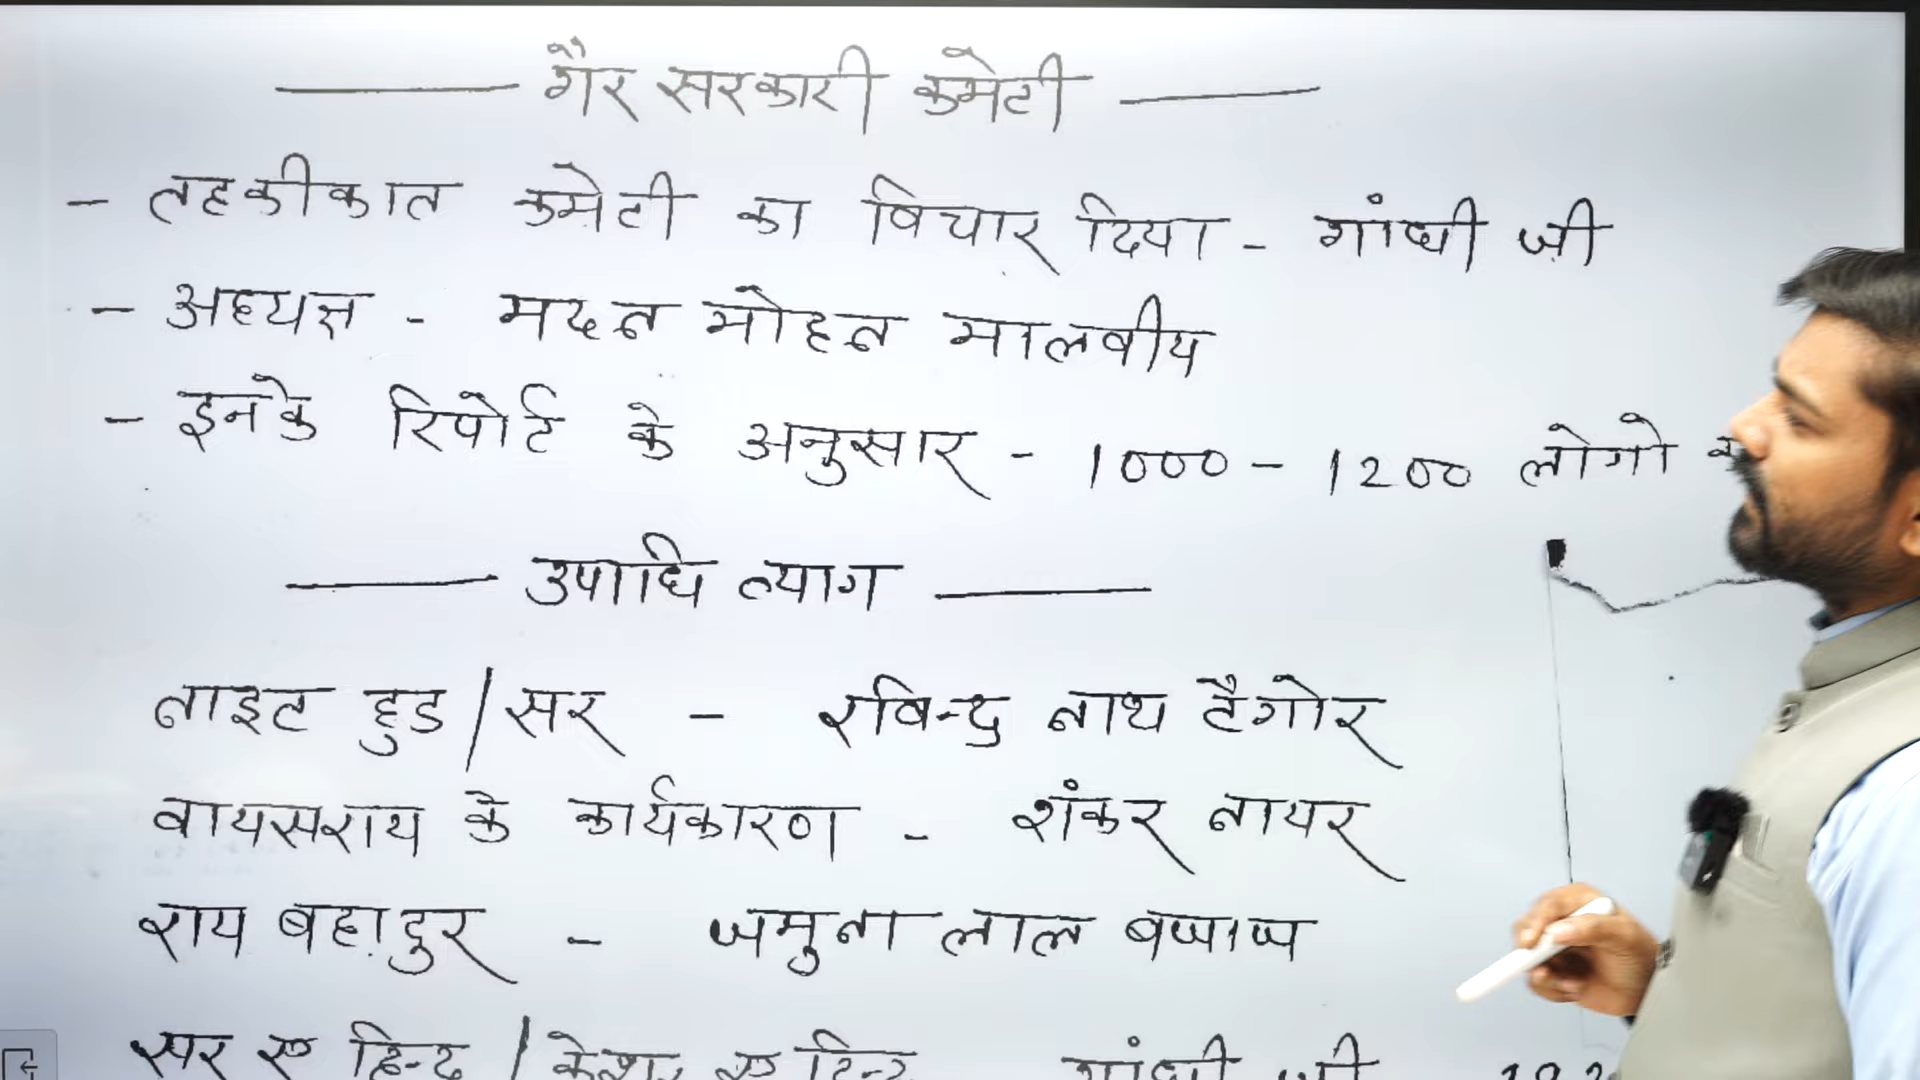 गैर सरकारी कमेटी
- तहकीकात कमेटी का विचार दिया - गांधी जी
- अध्यक्ष - मदन मोहन मालवीय
- इनके रिपोर्ट के अनुसार - 1000 - 1200 लोगो
उपाधि त्याग
नाइट हुड / सर - रविन्द्र नाथ टैगोर
वायसराय के कार्यकारण - शंकर नायर
राय बहादुर - जमुना लाल बजाज
सर ए हिन्द / केशर ए हिन्द गांधी जी